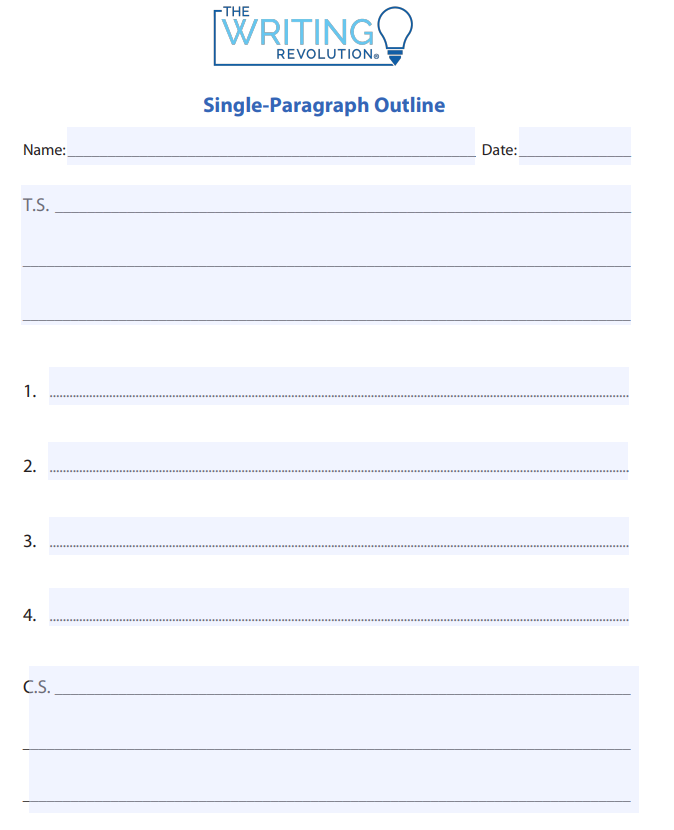 THE
WRITING
REVOLUTION®
Single-Paragraph Outline
Name: Date:
T.S.
1.
2.
3.
4.
C.S.